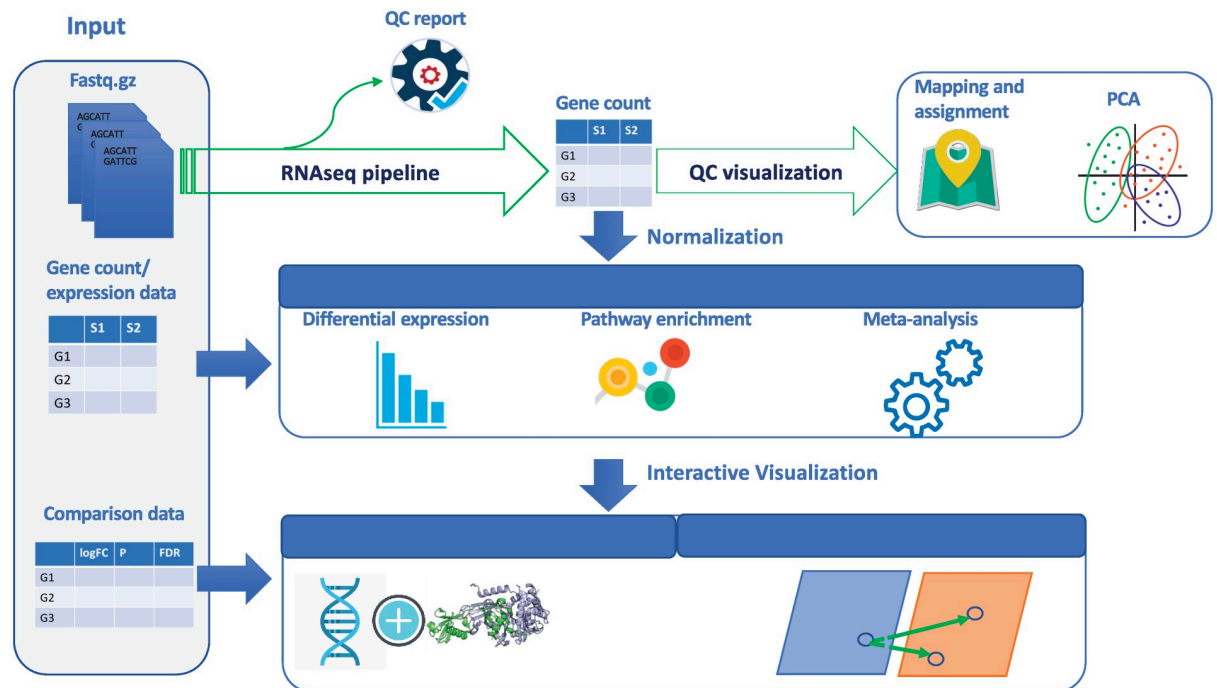 Input
QC report
Fastq.gz
AGCATT
G
AGCATT
G
AGCATT
GATTCG
RNAseq pipeline
Gene count
S1 S2
G1
G2
G3
QC visualization
Mapping and
assignment
PCA
Normalization
Gene count/
expression data
S1 S2
G1
G2
G3
Differential expression
Pathway enrichment
Meta-analysis
Interactive Visualization
Comparison data
logFC P FDR
G1
G2
G3